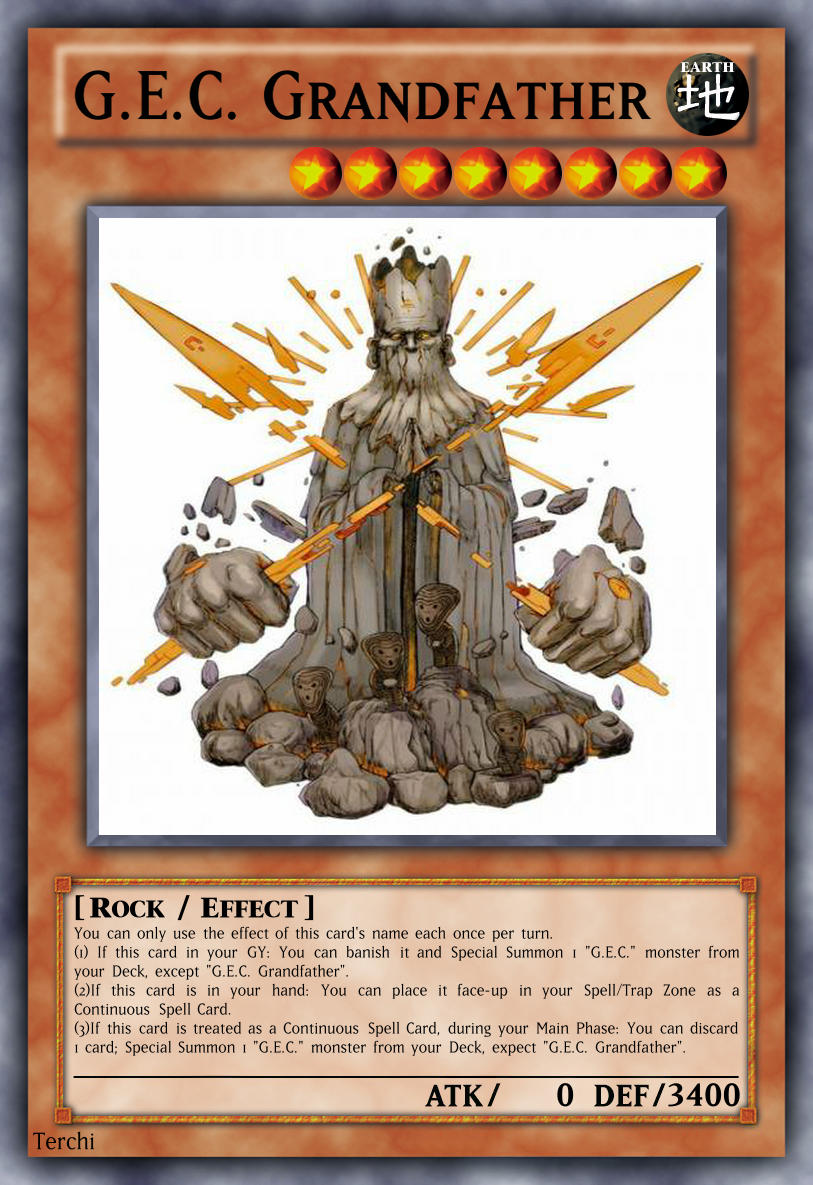 G.E.C. Grandfather
EARTH
地
[ Rock / Effect ]
You can only use the effect of this card's name each once per turn.
(1) If this card in your GY: You can banish it and Special Summon 1 "G.E.C." monster from
your Deck, except "G.E.C. Grandfather".
(2)If this card is in your hand: You can place it face-up in your Spell/Trap Zone as a
Continuous Spell Card.
(3)If this card is treated as a Continuous Spell Card, during your Main Phase: You can discard
1 card; Special Summon 1 "G.E.C." monster from your Deck, expect "G.E.C. Grandfather".
ATK/ 0 DEF/3400
Terchi